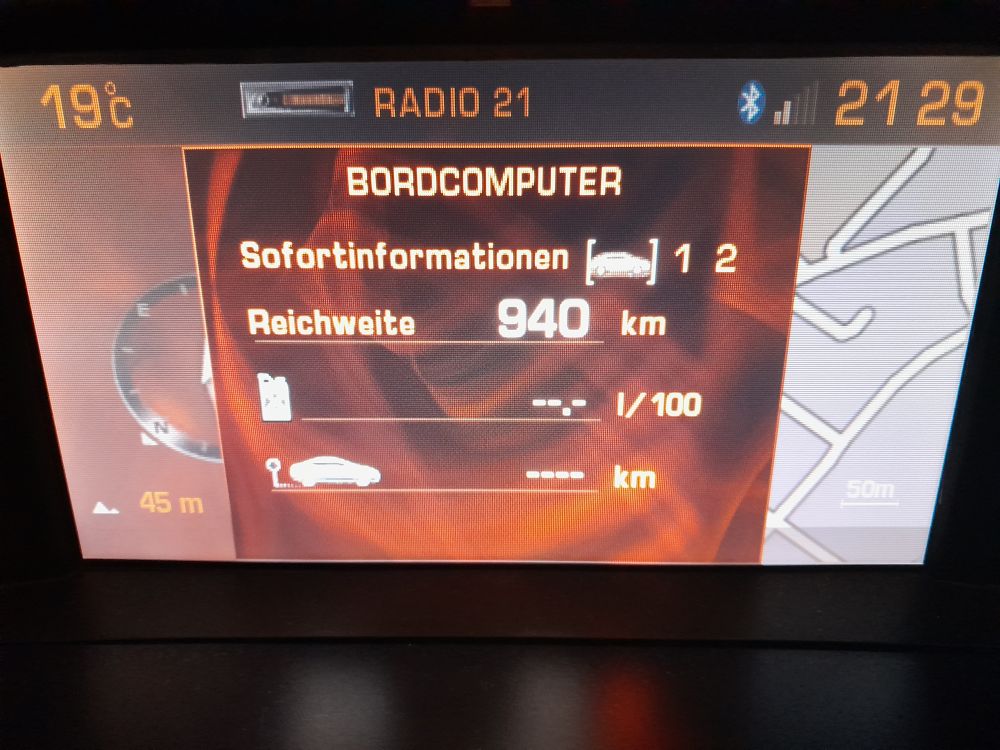 19°C RADIO 21 21 29
BORDCOMPUTER
Sofortinformationen [ ] 1 2
Reichweite 940 km
E
--.- l/100
N
---- km
45 m
50m